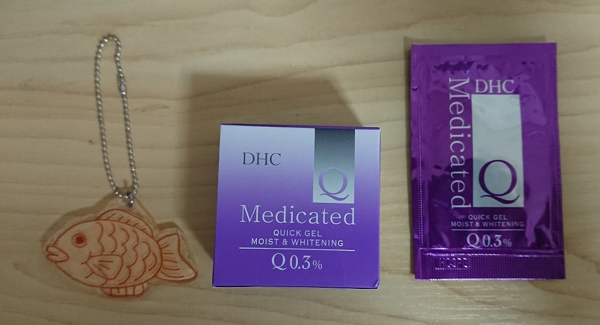 DHC
Q
Medicated
QUICK GEL
MOIST & WHITENING
Q 0.3%
DHC
Medicated
Q
QUICK GEL
MOIST & WHITENING
Q 0.3%